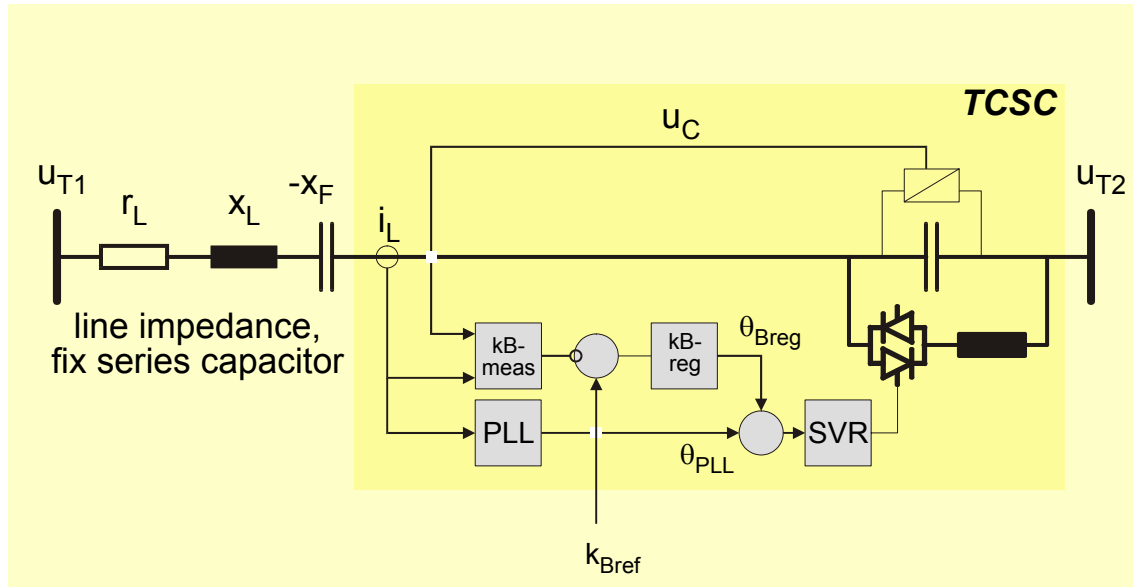 TCSC
u_C
u_T1
-x_F
u_T2
r_L
x_L
i_L
line impedance,
fix series capacitor
kB-
meas
kB-
reg
θ_Breg
PLL
SVR
θ_PLL
k_Bref